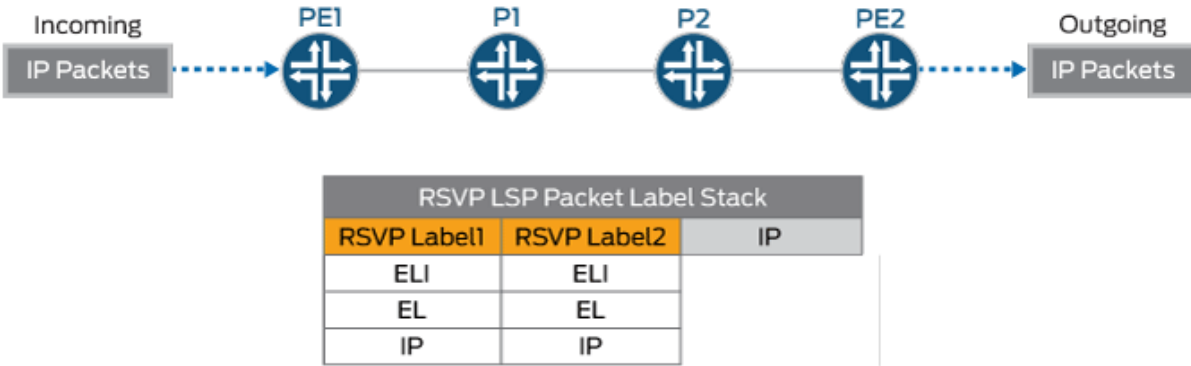 Incoming
IP Packets
PE1
P1
P2
PE2
Outgoing
IP Packets
RSVP LSP Packet Label Stack
RSVP Label1 RSVP Label2 IP
ELI ELI
EL EL
IP IP